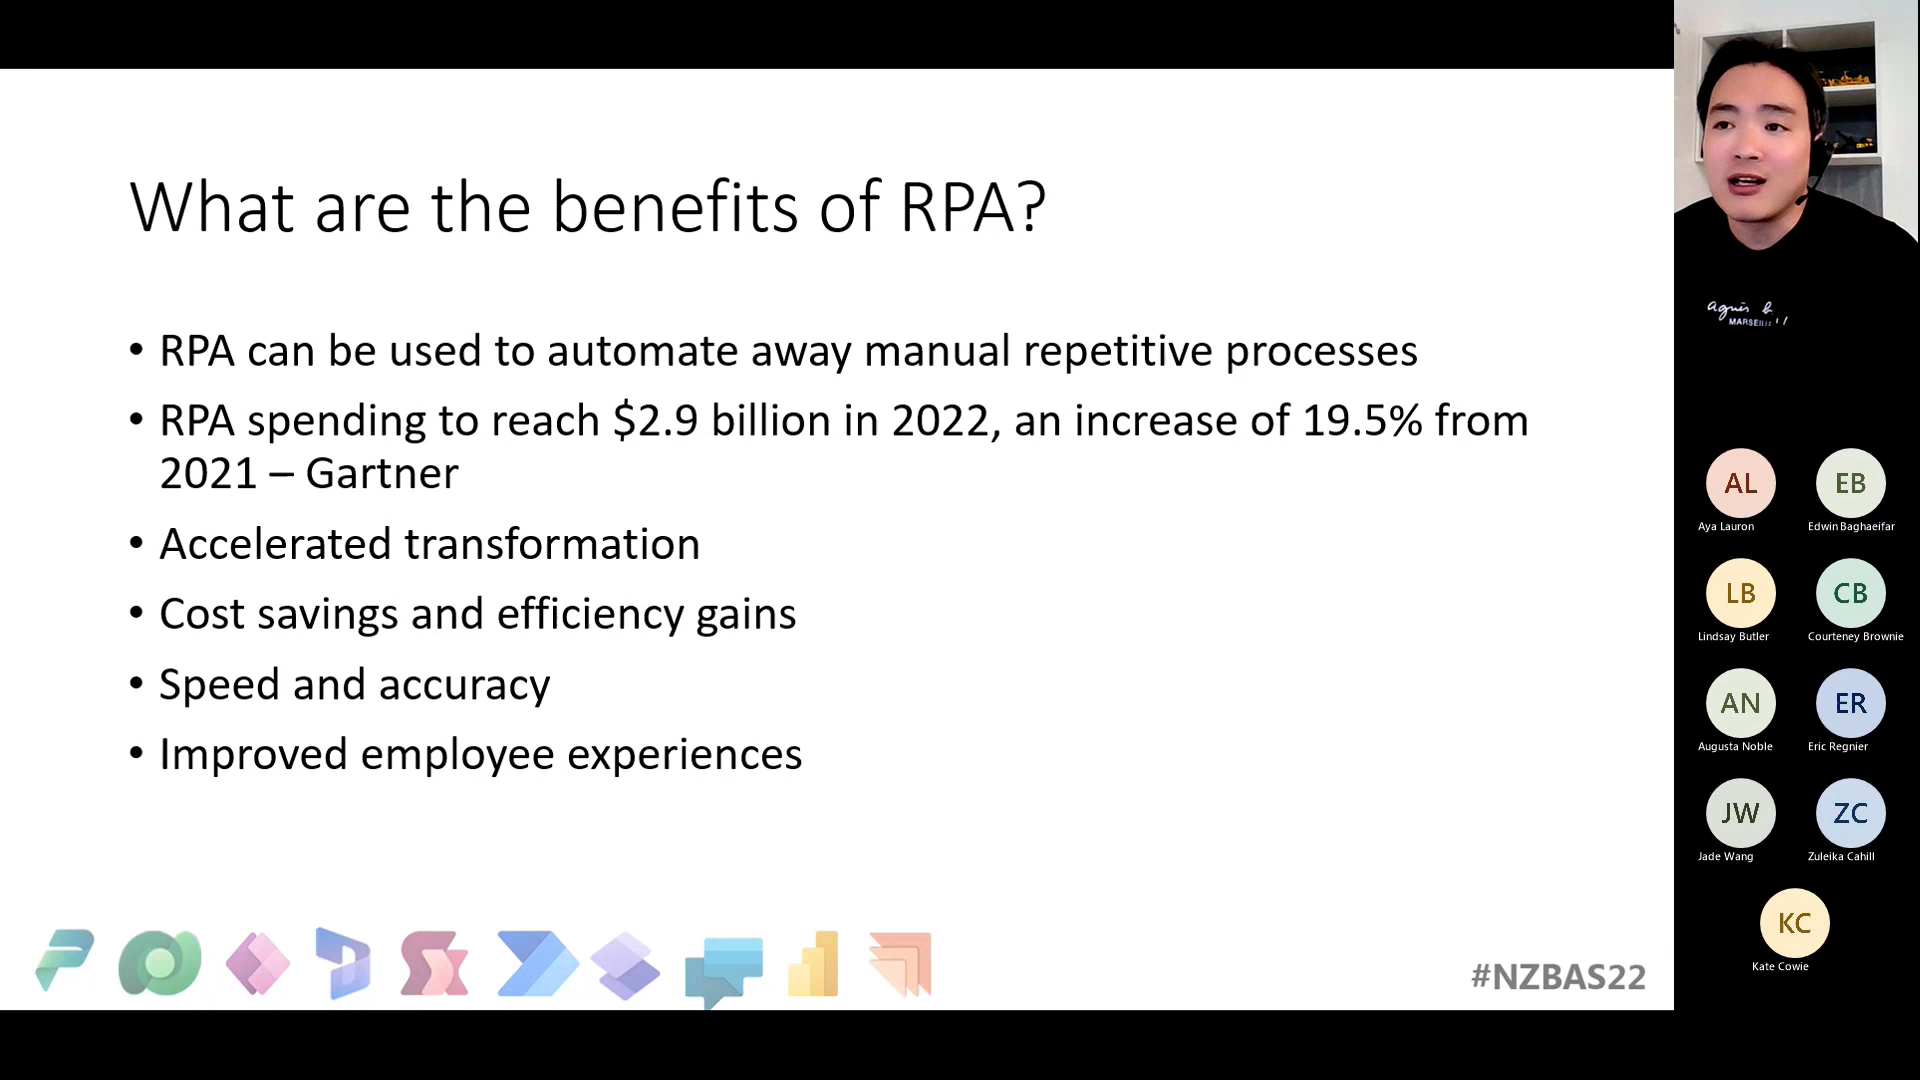 What are the benefits of RPA?
• RPA can be used to automate away manual repetitive processes
• RPA spending to reach $2.9 billion in 2022, an increase of 19.5% from
2021 – Gartner
• Accelerated transformation
• Cost savings and efficiency gains
• Speed and accuracy
• Improved employee experiences
#NZBAS22
agnès b.
MARSEILLE
AL
EB
Aya Lauron
Edwin Baghaeifar
LB
CB
Lindsay Butler
Courteney Brownie
AN
ER
Augusta Noble
Eric Regnier
JW
ZC
Jade Wang
Zuleika Cahill
KC
Kate Cowie